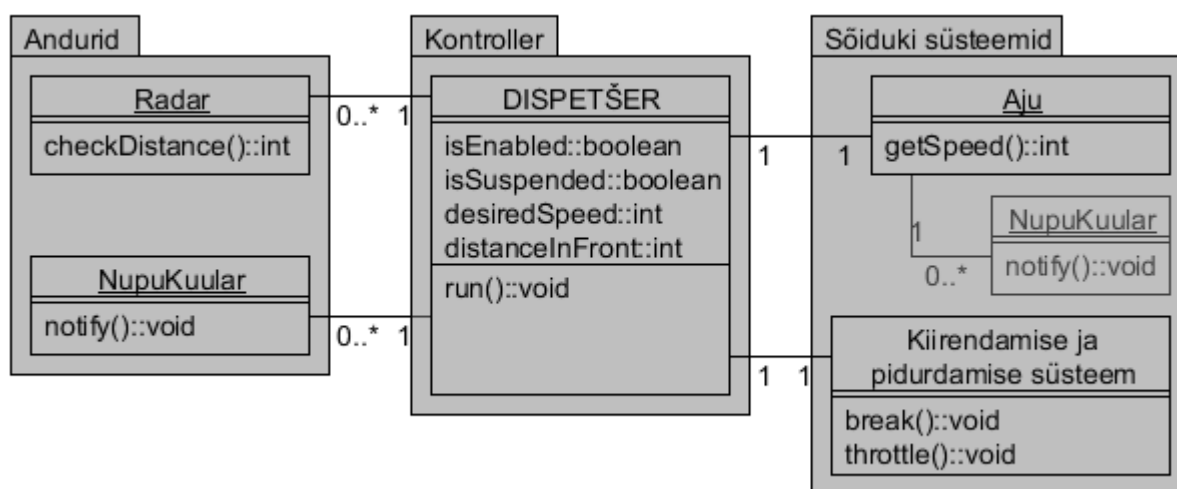 Andurid
Radar
checkDistance()::int
NupuKuular
notify()::void
0..* 1
0..* 1
Kontroller
DISPETŠER
isEnabled::boolean
isSuspended::boolean
desiredSpeed::int
distanceInFront::int
run()::void
1 1
1 1
Sõiduki süsteemid
Aju
getSpeed()::int
1
0..*
NupuKuular
notify()::void
Kiirendamise ja
pidurdamise süsteem
break()::void
throttle()::void